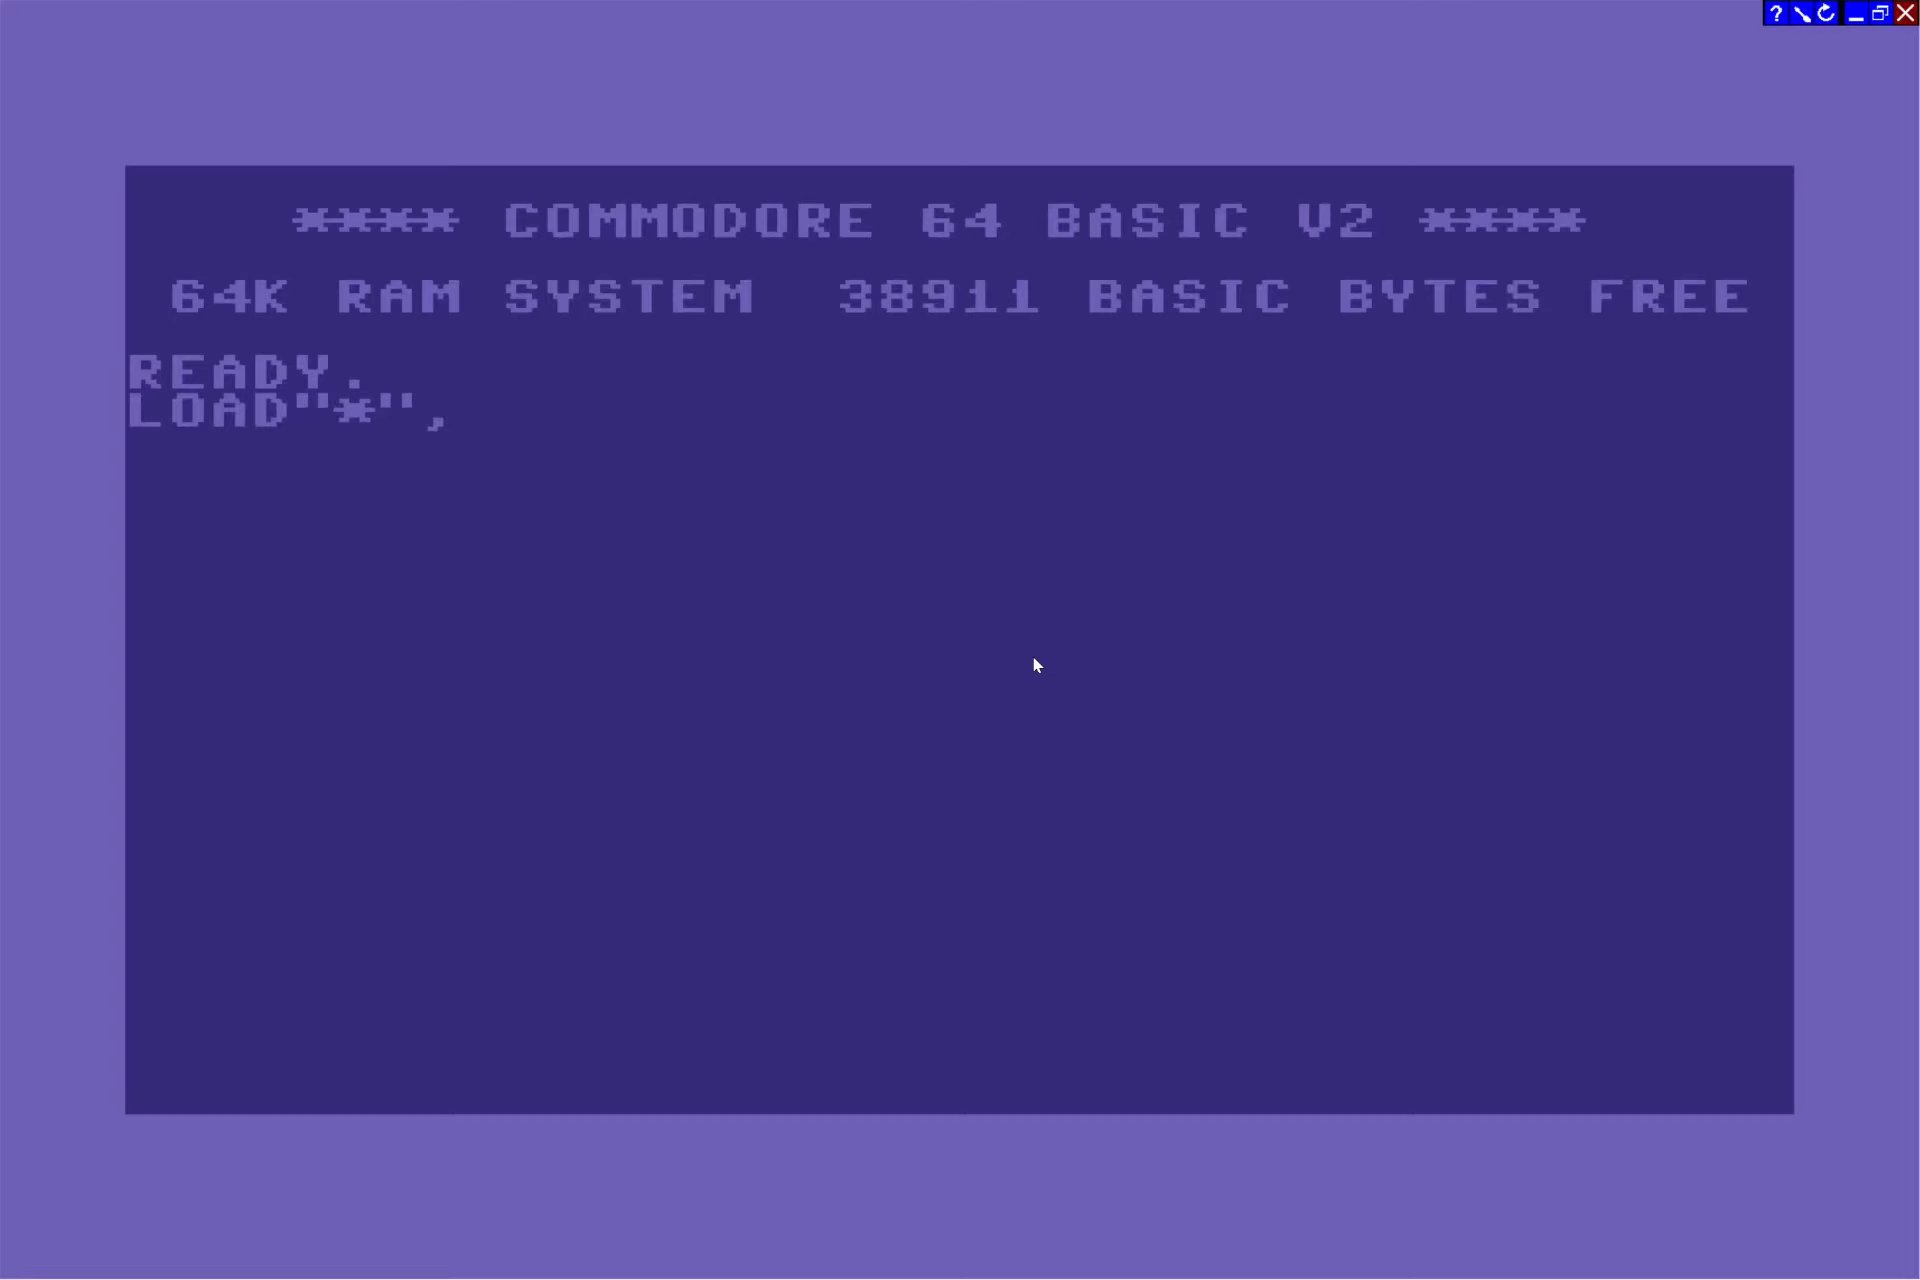 **** COMMODORE 64 BASIC V2 ****
64K RAM SYSTEM  38911 BASIC BYTES FREE
READY.
LOAD"*",